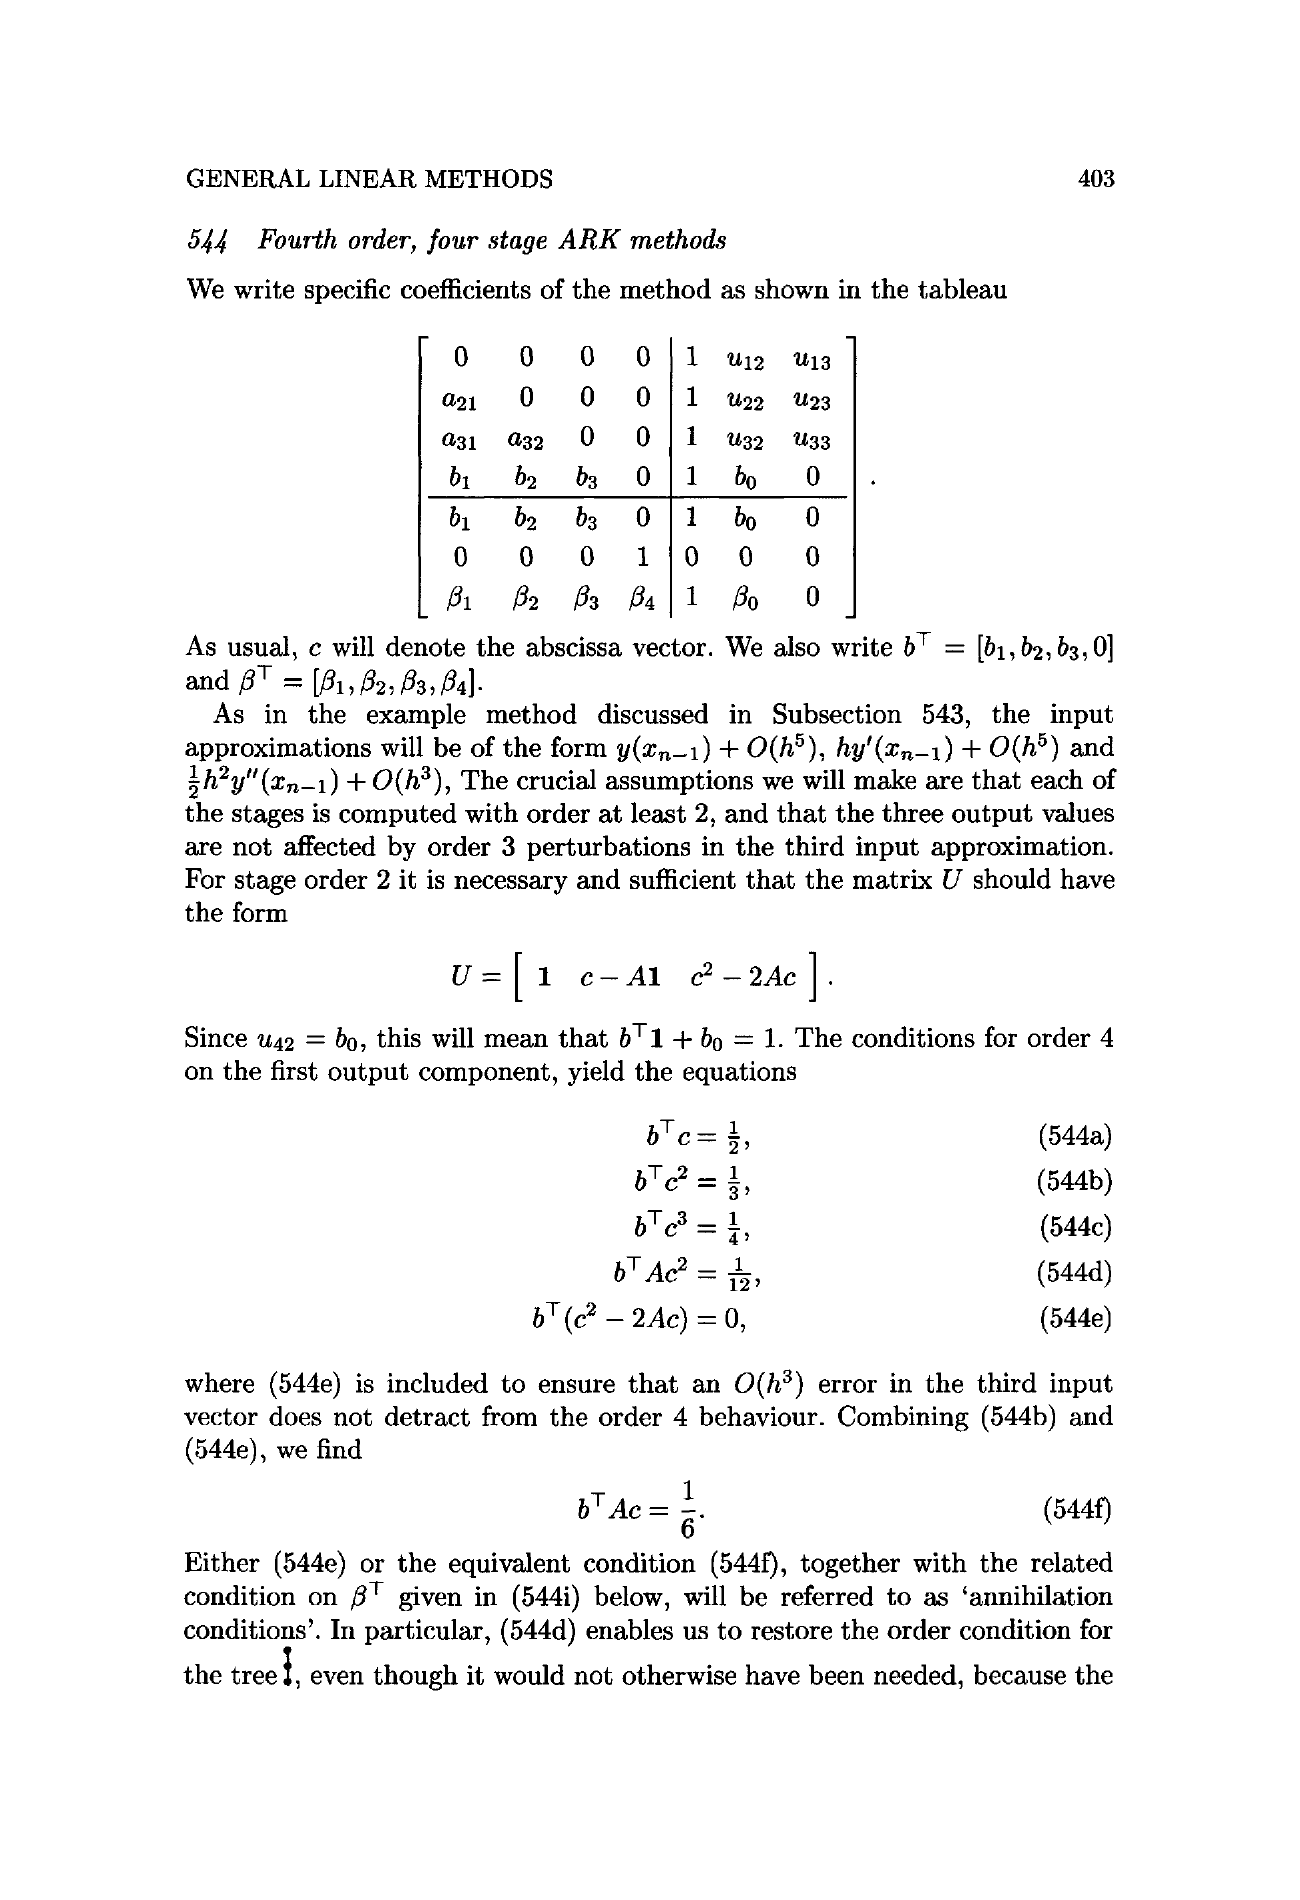 GENERAL LINEAR METHODS 403
544 Fourth order, four stage ARK methods
We write specific coefficients of the method as shown in the tableau
0 0 0 0 1 u₁₂ u₁₃
a₂₁ 0 0 0 1 u₂₂ u₂₃
a₃₁ a₃₂ 0 0 1 u₃₂ u₃₃
b₁ b₂ b₃ 0 1 b₀ 0 .
b₁ b₂ b₃ 0 1 b₀ 0
0 0 0 1 0 0 0
β₁ β₂ β₃ β₄ 1 β₀ 0
As usual, c will denote the abscissa vector. We also write b⊤ = [b₁, b₂, b₃, 0]
and β⊤ = [β₁, β₂, β₃, β₄].
As in the example method discussed in Subsection 543, the input
approximations will be of the form y(xₙ₋₁) + O(h⁵), hy′(xₙ₋₁) + O(h⁵) and
½h²y″(xₙ₋₁) + O(h³), The crucial assumptions we will make are that each of
the stages is computed with order at least 2, and that the three output values
are not affected by order 3 perturbations in the third input approximation.
For stage order 2 it is necessary and sufficient that the matrix U should have
the form
U = [ 1 c − A1 c² − 2Ac ] .
Since u₄₂ = b₀, this will mean that b⊤1 + b₀ = 1. The conditions for order 4
on the first output component, yield the equations
b⊤c = 1/2, (544a)
b⊤c² = 1/3, (544b)
b⊤c³ = 1/4, (544c)
b⊤Ac² = 1/12, (544d)
b⊤(c² − 2Ac) = 0, (544e)
where (544e) is included to ensure that an O(h³) error in the third input
vector does not detract from the order 4 behaviour. Combining (544b) and
(544e), we find
b⊤Ac = 1/6. (544f)
Either (544e) or the equivalent condition (544f), together with the related
condition on β⊤ given in (544i) below, will be referred to as ‘annihilation
conditions’. In particular, (544d) enables us to restore the order condition for
the tree , even though it would not otherwise have been needed, because the